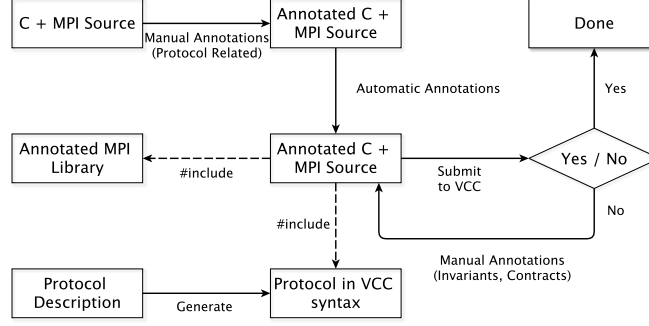 C + MPI Source
Manual Annotations
(Protocol Related)
Annotated C +
MPI Source
Done
Automatic Annotations
Yes
Annotated MPI
Library
#include
Annotated C +
MPI Source
Submit
to VCC
Yes / No
No
#include
Manual Annotations
(Invariants, Contracts)
Protocol
Description
Generate
Protocol in VCC
syntax